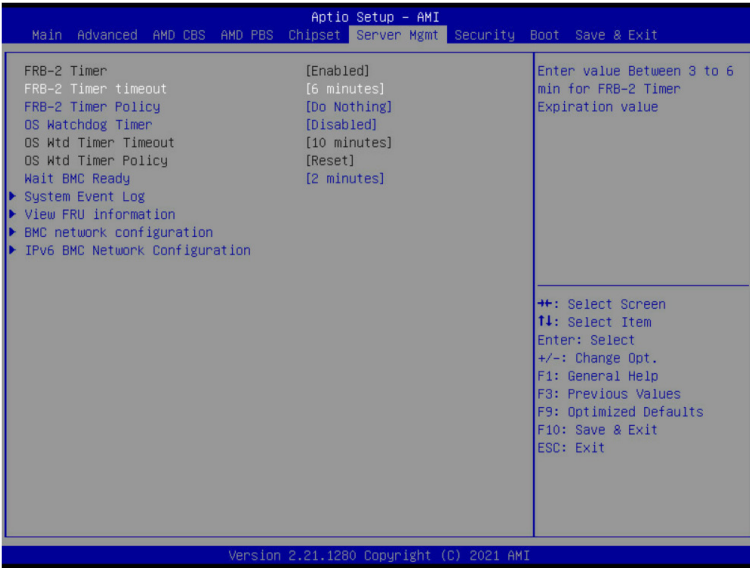 Aptio Setup – AMI
Main Advanced AMD CBS AMD PBS Chipset Server Mgmt Security Boot Save & Exit
FRB-2 Timer [Enabled]
FRB-2 Timer timeout [6 minutes]
FRB-2 Timer Policy [Do Nothing]
OS Watchdog Timer [Disabled]
OS Wtd Timer Timeout [10 minutes]
OS Wtd Timer Policy [Reset]
Wait BMC Ready [2 minutes]
System Event Log
View FRU information
BMC network configuration
IPv6 BMC Network Configuration
Enter value Between 3 to 6
min for FRB-2 Timer
Expiration value
→←: Select Screen
↑↓: Select Item
Enter: Select
+/-: Change Opt.
F1: General Help
F3: Previous Values
F9: Optimized Defaults
F10: Save & Exit
ESC: Exit
Version 2.21.1280 Copyright (C) 2021 AMI